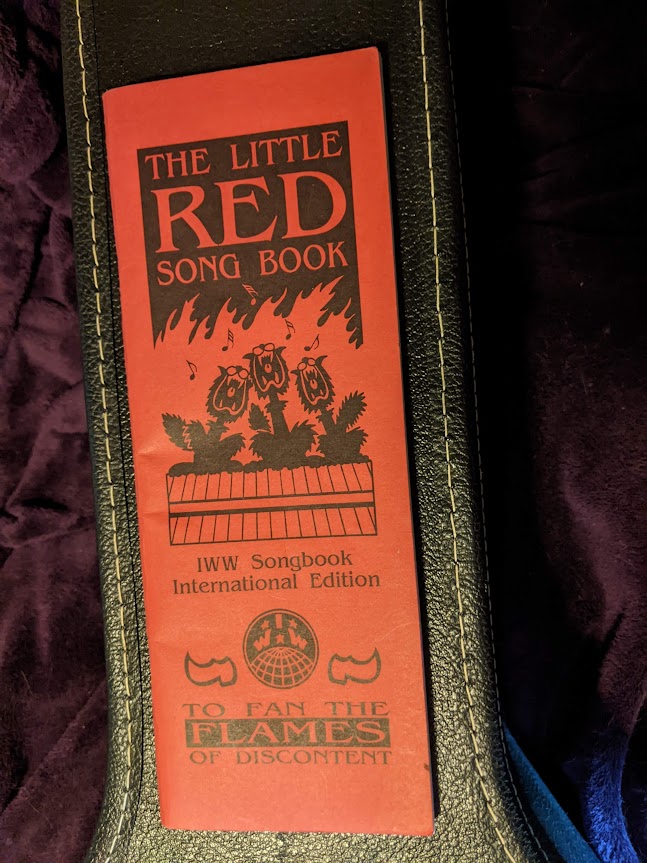 THE LITTLE
RED
SONG BOOK
IWW Songbook
International Edition
I
W W
TO FAN THE
FLAMES
OF DISCONTENT